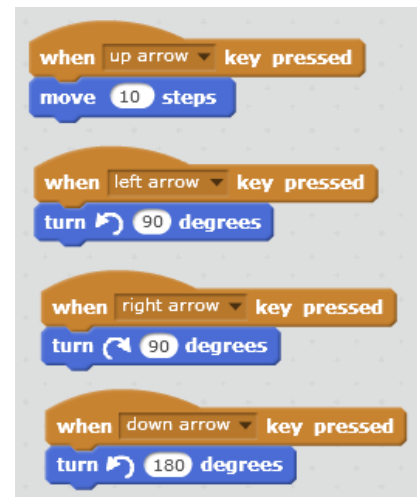 when up arrow key pressed
move 10 steps
when left arrow key pressed
turn 90 degrees
when right arrow key pressed
turn 90 degrees
when down arrow key pressed
turn 180 degrees